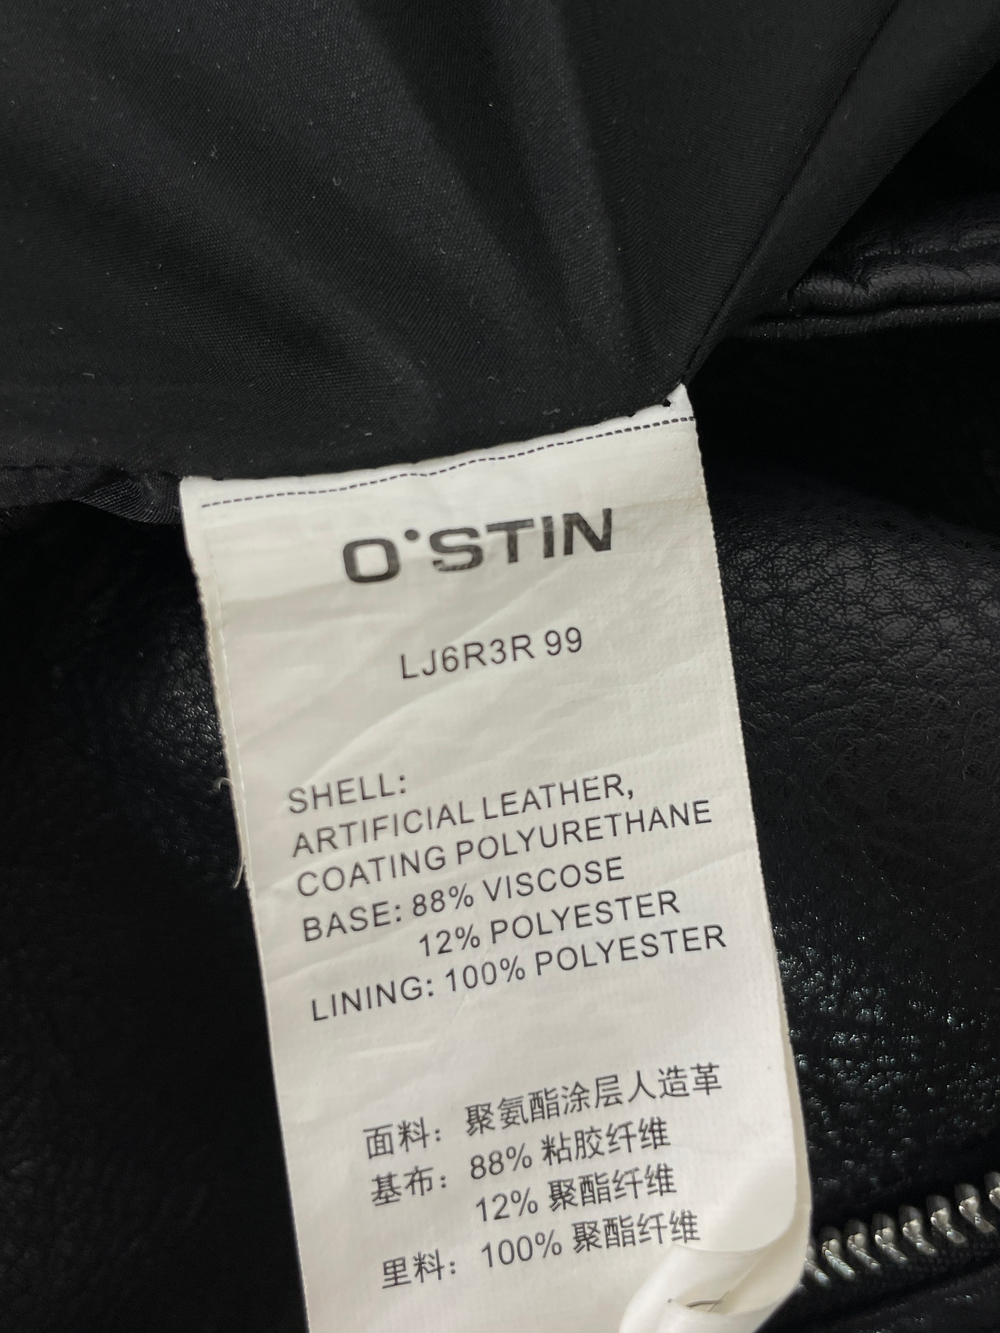 O'STIN
LJ6R3R 99
SHELL:
ARTIFICIAL LEATHER,
COATING POLYURETHANE
BASE: 88% VISCOSE
12% POLYESTER
LINING: 100% POLYESTER
面料: 聚氨酯涂层人造革
基布: 88% 粘胶纤维
12% 聚酯纤维
里料: 100% 聚酯纤维